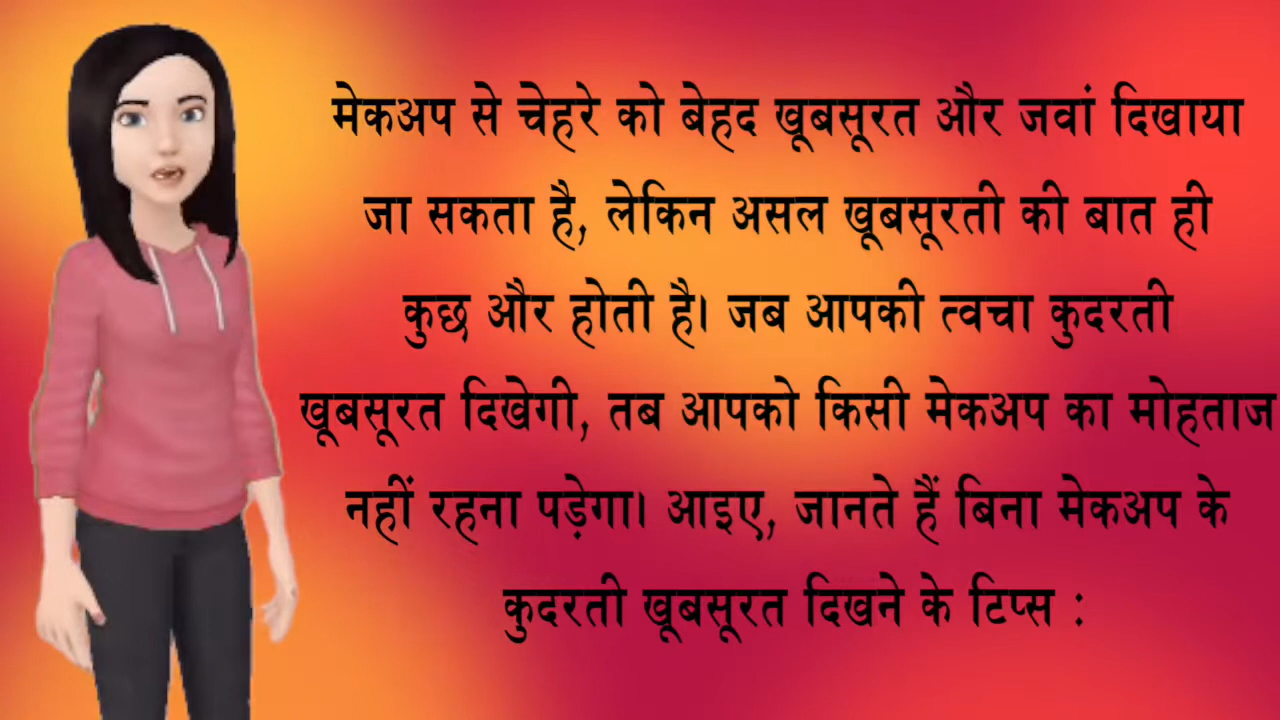 मेकअप से चेहरे को बेहद खूबसूरत और जवां दिखाया
जा सकता है, लेकिन असल खूबसूरती की बात ही
कुछ और होती है। जब आपकी त्वचा कुदरती
खूबसूरत दिखेगी, तब आपको किसी मेकअप का मोहताज
नहीं रहना पड़ेगा। आइए, जानते हैं बिना मेकअप के
कुदरती खूबसूरत दिखने के टिप्स :